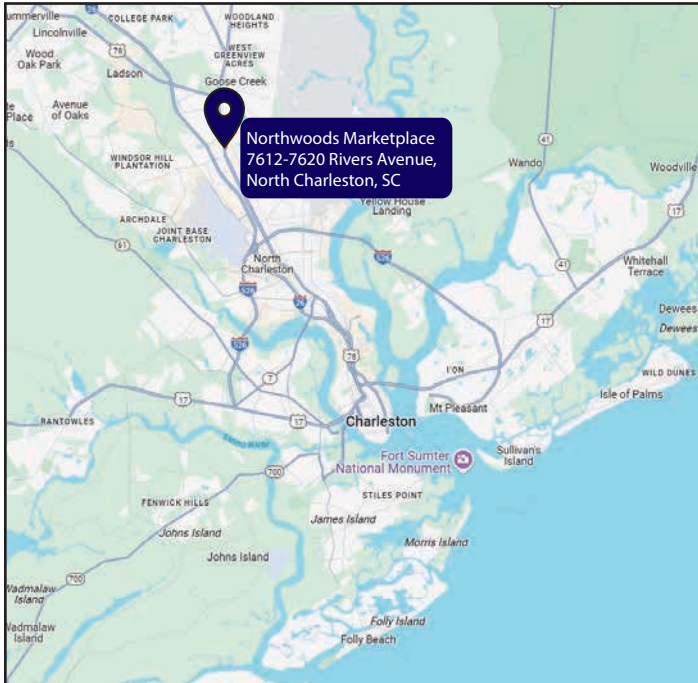 ummerville
26
COLLEGE PARK
WOODLAND
HEIGHTS
Lincolnville
78
Wood
Oak Park
Ladson
WEST
GREENVIEW
ACRES
Goose Creek
Avenue
of Oaks
te
Place
Northwoods Marketplace
7612-7620 Rivers Avenue,
North Charleston, SC
WINDSOR HILL
PLANTATION
41
Wando
Woodville
Yellow House
Landing
ARCHDALE
JOINT BASE
CHARLESTON
61
North
Charleston
526
41
Whitehall
Terrace
17
526
26
526
17
Dewees
Dewees
78
7
I'ON
WILD DUNES
17
Isle of Palms
RANTOWLES
17
Charleston
Mt Pleasant
Stono River
Fort Sumter
National Monument
Sullivan's
Island
700
STILES POINT
FENWICK HILLS
James Island
Johns Island
Morris Island
Johns Island
700
Wadmalaw
Island
Wadmalaw
Island
Folly Island
Folly Beach